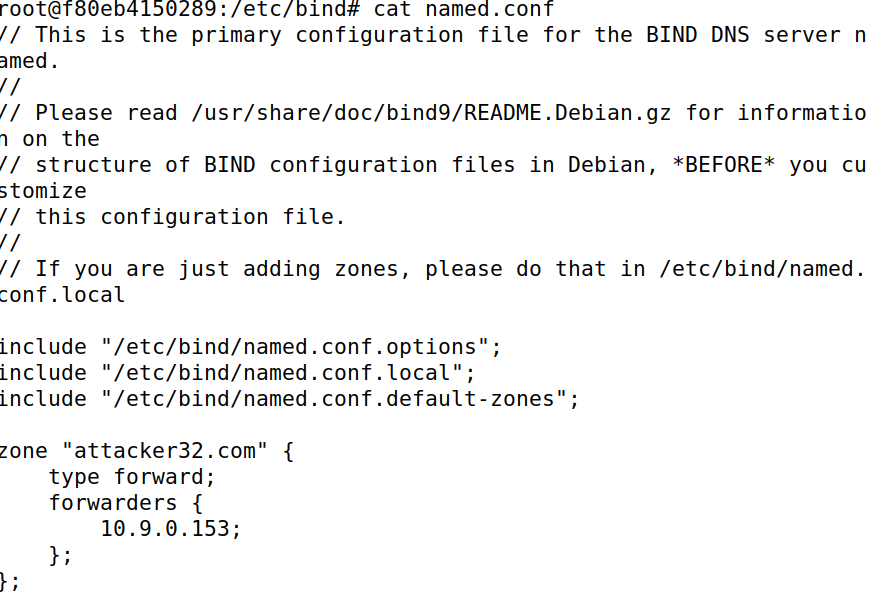 root@f80eb4150289:/etc/bind# cat named.conf
// This is the primary configuration file for the BIND DNS server n
amed.
//
// Please read /usr/share/doc/bind9/README.Debian.gz for informatio
n on the
// structure of BIND configuration files in Debian, *BEFORE* you cu
stomize
// this configuration file.
//
// If you are just adding zones, please do that in /etc/bind/named.
conf.local

include "/etc/bind/named.conf.options";
include "/etc/bind/named.conf.local";
include "/etc/bind/named.conf.default-zones";

zone "attacker32.com" {
    type forward;
    forwarders {
        10.9.0.153;
    };
};